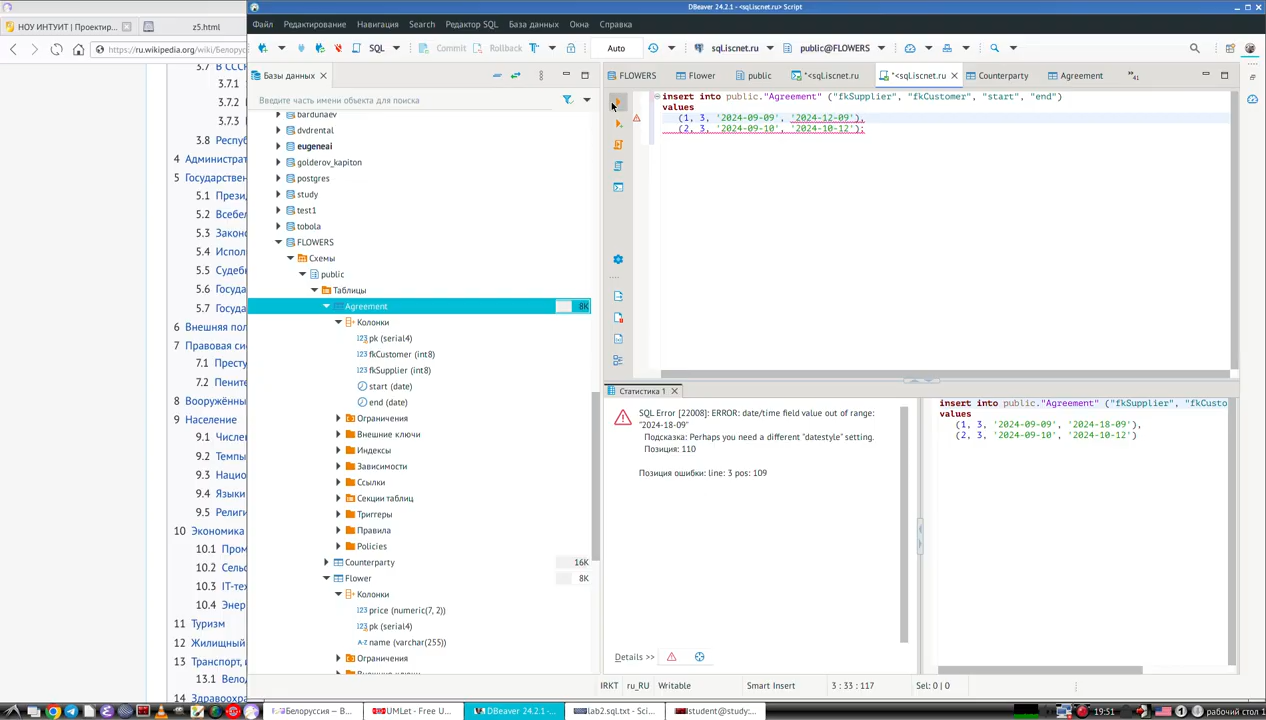 DBeaver 24.2.1 - <sql.iscnet.ru> Script
НОУ ИНТУИТ | Проектир
z5.html
https://ru.wikipedia.org/wiki/Белорус
3.7 В ССС
3.7.1
3.7.2
3.7.3
3.8 Респуб
4 Администрат
5 Государствен
5.1 Прези
5.2 Всебел
5.3 Закон
5.4 Испол
5.5 Судеб
5.6 Госуда
5.7 Госуда
6 Внешняя пол
7 Правовая си
7.1 Престу
7.2 Пените
8 Вооружённы
9 Население
9.1 Числе
9.2 Темпы
9.3 Нацио
9.4 Языки
9.5 Религи
10 Экономика
10.1 Пром
10.2 Сель
10.3 IT-тех
10.4 Энер
11 Туризм
12 Жилищный
13 Транспорт, и
13.1 Вело
14 Здравоохра
Файл Редактирование Навигация Search Редактор SQL База данных Окна Справка
SQL Commit Rollback T Auto sql.iscnet.ru public@FLOWERS
Базы данных
Введите часть имени объекта для поиска
bardunaev
dvdrental
eugeneai
golderov_kapiton
postgres
study
test1
tobola
FLOWERS
Схемы
public
Таблицы
Agreement 8K
Колонки
pk (serial4)
fkCustomer (int8)
fkSupplier (int8)
start (date)
end (date)
Ограничения
Внешние ключи
Индексы
Зависимости
Ссылки
Секции таблиц
Триггеры
Правила
Policies
Counterparty 16K
Flower 8K
Колонки
price (numeric(7, 2))
pk (serial4)
name (varchar(255))
Ограничения
FLOWERS Flower public *<sql.iscnet.ru *<sql.iscnet.ru Counterparty Agreement »41
insert into public."Agreement" ("fkSupplier", "fkCustomer", "start", "end")
values
(1, 3, '2024-09-09', '2024-12-09'),
(2, 3, '2024-09-10', '2024-10-12');
Статистика 1
SQL Error [22008]: ERROR: date/time field value out of range:
"2024-18-09"
Подсказка: Perhaps you need a different "datestyle" setting.
Позиция: 110
Позиция ошибки: line: 3 pos: 109
Details >>
insert into public."Agreement" ("fkSupplier", "fkCusto
values
(1, 3, '2024-09-09', '2024-18-09'),
(2, 3, '2024-09-10', '2024-10-12')
IRKT ru_RU Writable Smart Insert 3 : 33 : 117 Sel: 0 | 0
Белоруссия — В... UMLet - Free U... DBeaver 24.2.1 -... lab2.sql.txt - Sci... student@study:... 19:51 рабочий стол 1